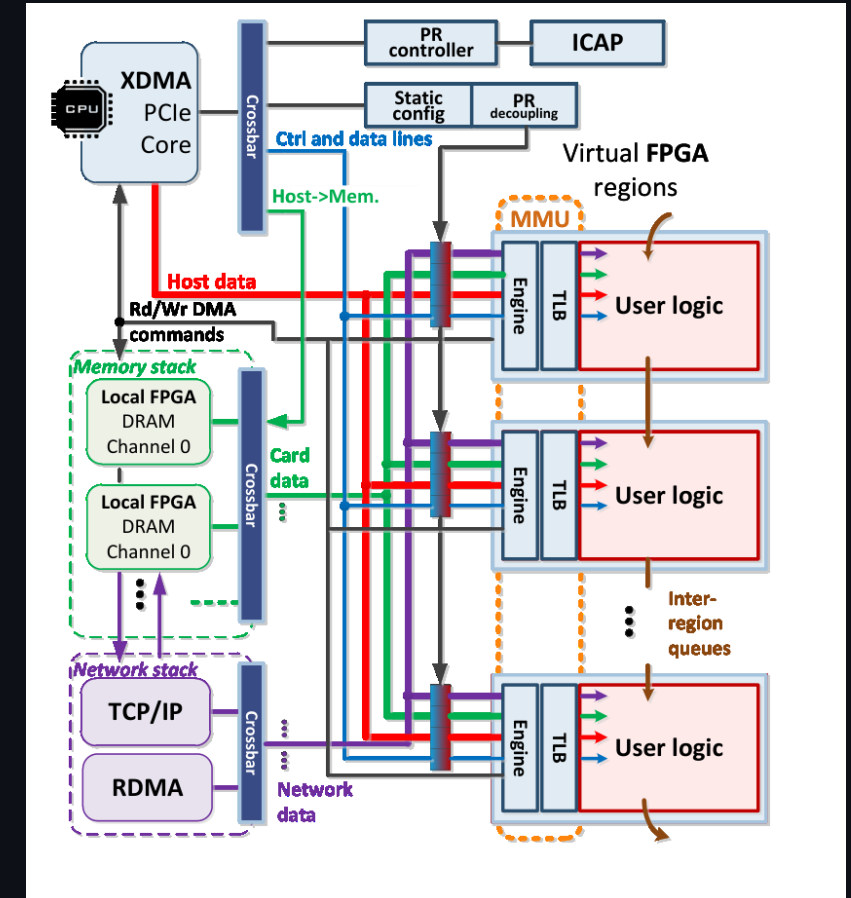 PR
controller
ICAP
XDMA
PCIe
Core
CPU
Crossbar
Static
config
PR
decoupling
Ctrl and data lines
Host->Mem.
Virtual FPGA
regions
MMU
Host data
Rd/Wr DMA
commands
Engine
TLB
User logic
Memory stack
Local FPGA
DRAM
Channel 0
Local FPGA
DRAM
Channel 0
Crossbar
Card
data
Engine
TLB
User logic
Inter-
region
queues
Network stack
TCP/IP
RDMA
Crossbar
Network
data
Engine
TLB
User logic